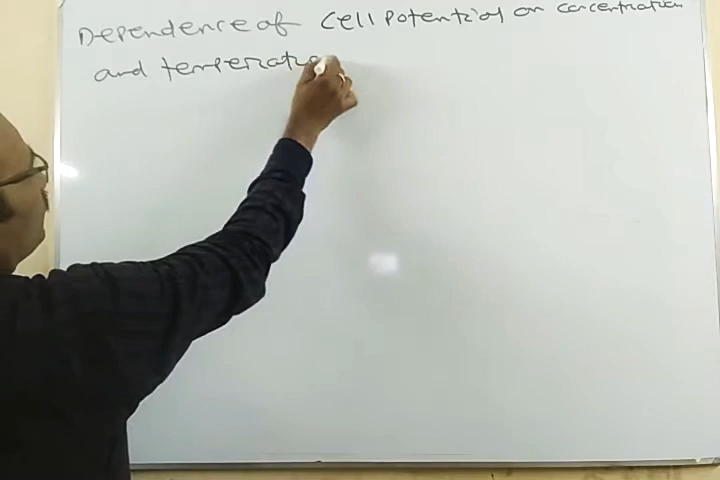 Dependence of Cell Potential on concentration
and temperatu